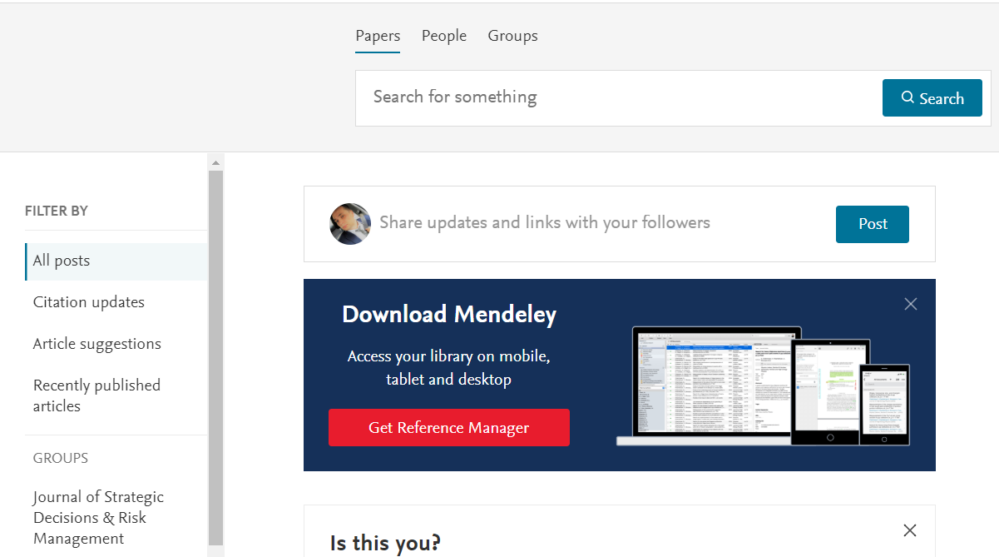 Papers People Groups
Search for something
Search
FILTER BY
All posts
Citation updates
Article suggestions
Recently published
articles
GROUPS
Journal of Strategic
Decisions & Risk
Management
Share updates and links with your followers
Post
Download Mendeley
Access your library on mobile,
tablet and desktop
Get Reference Manager
Is this you?